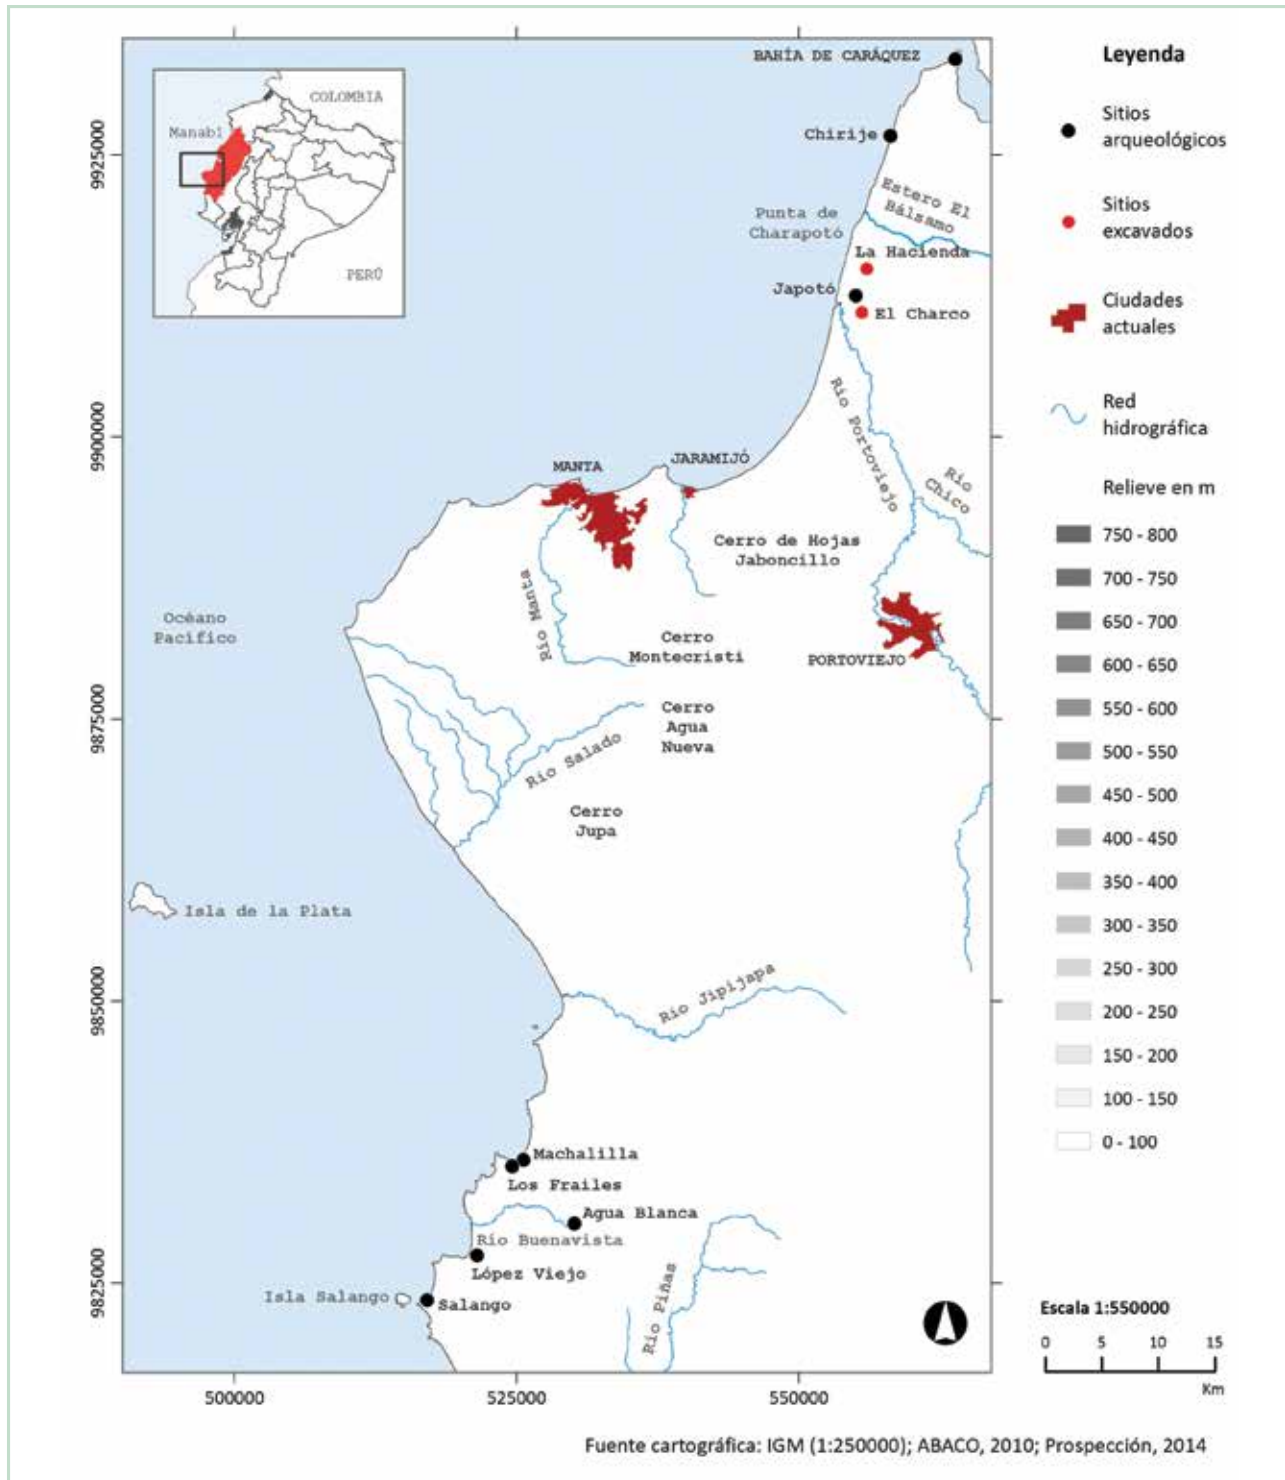 BAHÍA DE CARÁQUEZ
Chirije
Estero El
Bálsamo
Punta de
Charapotó
La Hacienda
Japotó
El Charco
Río Portoviejo
Río
Chico
MANTA
JARAMIJÓ
Cerro de Hojas
Jaboncillo
Río Manta
Cerro
Montecristi
PORTOVIEJO
Océano
Pacífico
Cerro
Agua
Nueva
Río Salado
Cerro
Jupa
Isla de la Plata
Río Jipijapa
Machalilla
Los Frailes
Agua Blanca
Río Buenavista
López Viejo
Isla Salango
Salango
Río Piñas
COLOMBIA
Manabí
PERÚ
9925000
9900000
9875000
9850000
9825000
500000
525000
550000
Leyenda
Sitios
arqueológicos
Sitios
excavados
Ciudades
actuales
Red
hidrográfica
Relieve en m
750 - 800
700 - 750
650 - 700
600 - 650
550 - 600
500 - 550
450 - 500
400 - 450
350 - 400
300 - 350
250 - 300
200 - 250
150 - 200
100 - 150
0 - 100
Escala 1:550000
0 5 10 15
Km
Fuente cartográfica: IGM (1:250000); ABACO, 2010; Prospección, 2014